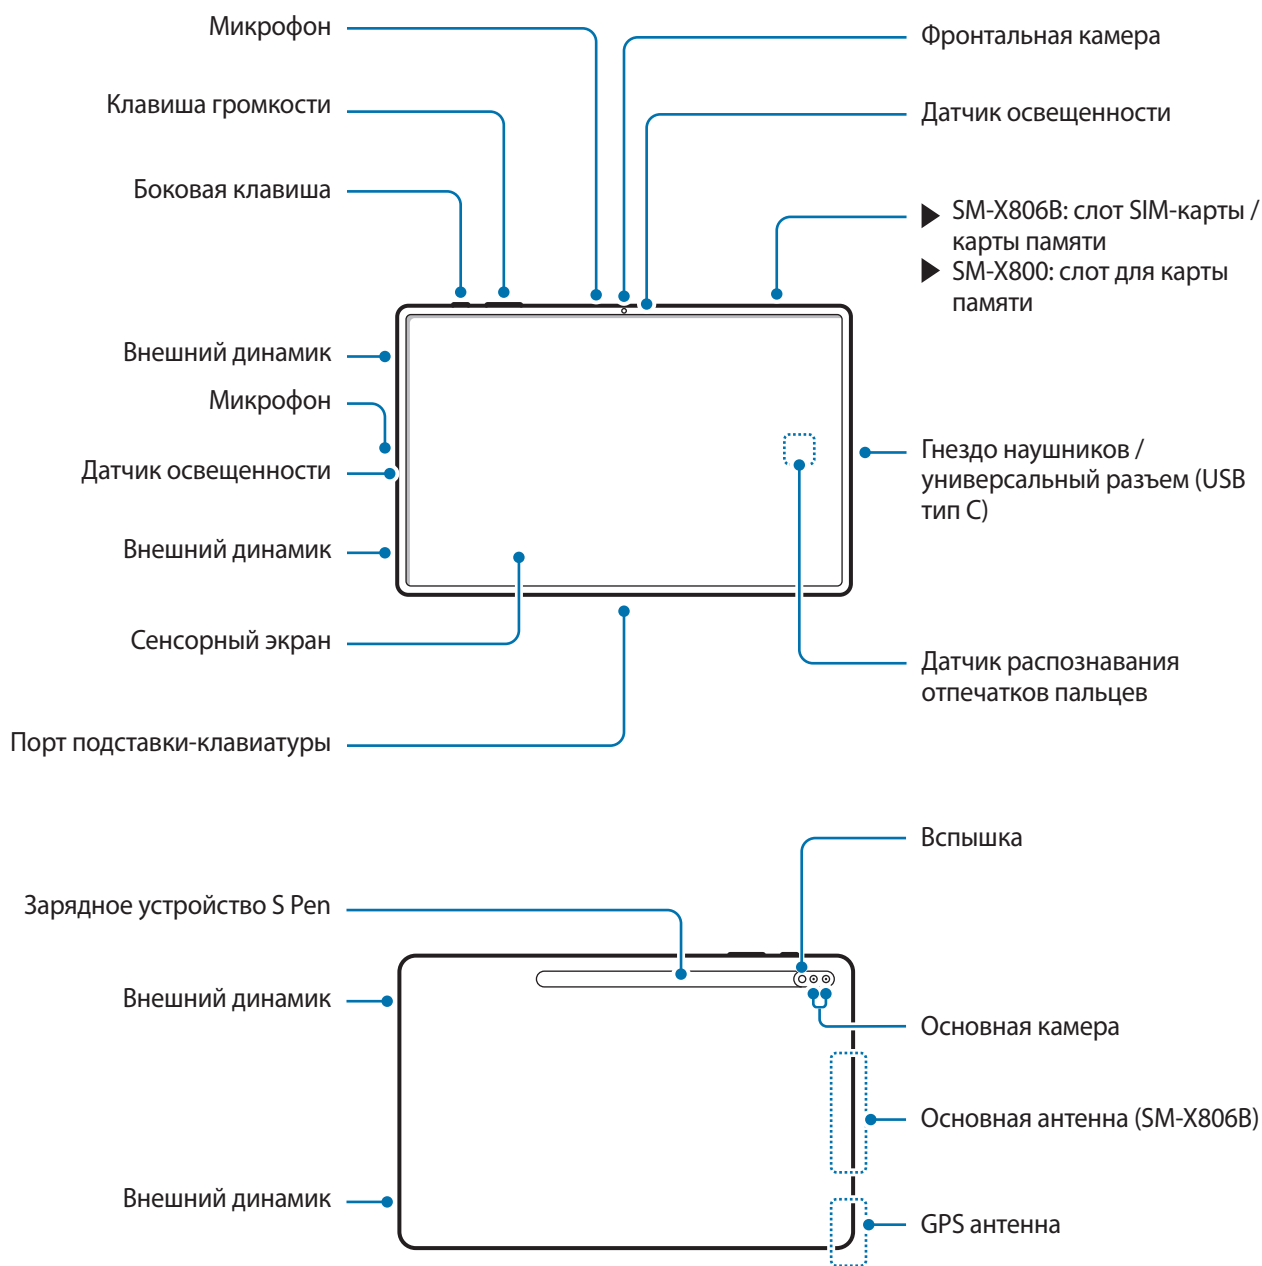 Микрофон
Клавиша громкости
Боковая клавиша
Внешний динамик
Микрофон
Датчик освещенности
Внешний динамик
Сенсорный экран
Порт подставки-клавиатуры
Фронтальная камера
Датчик освещенности
SM-X806B: слот SIM-карты /
карты памяти
SM-X800: слот для карты
памяти
Гнездо наушников /
универсальный разъем (USB
тип C)
Датчик распознавания
отпечатков пальцев
Зарядное устройство S Pen
Внешний динамик
Внешний динамик
Вспышка
Основная камера
Основная антенна (SM-X806B)
GPS антенна